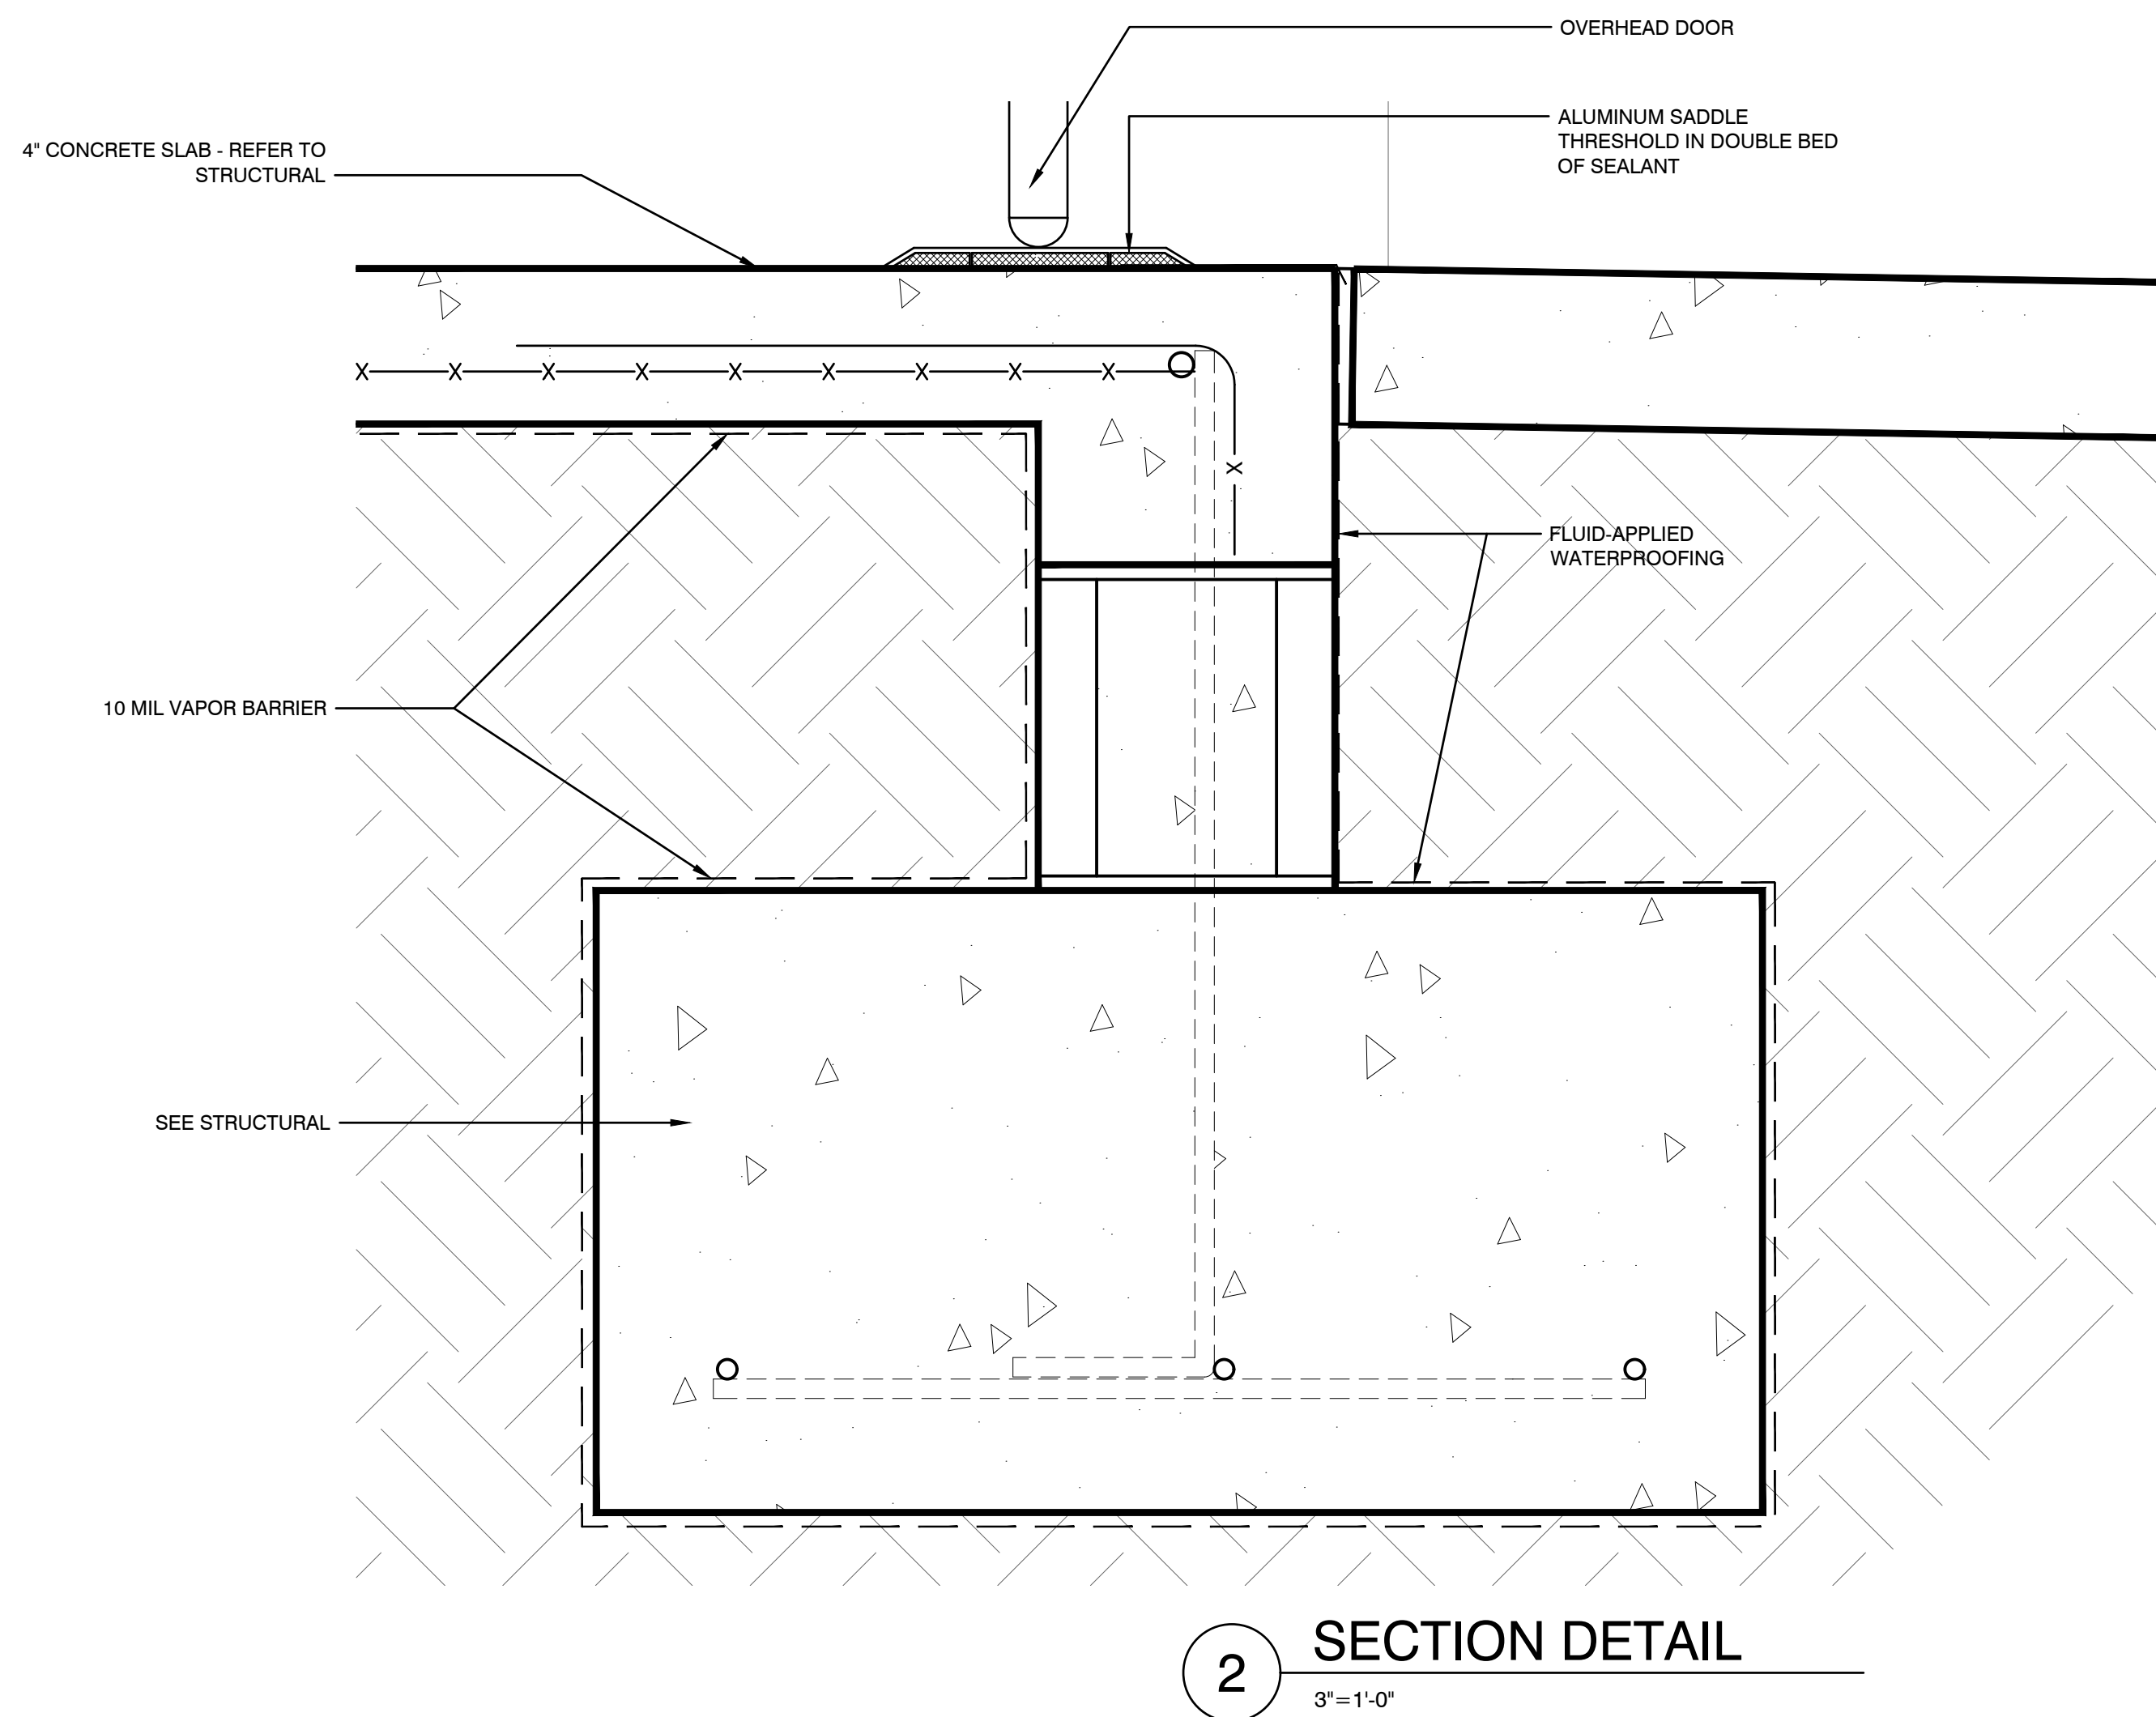 OVERHEAD DOOR
ALUMINUM SADDLE
THRESHOLD IN DOUBLE BED
OF SEALANT
4" CONCRETE SLAB - REFER TO
STRUCTURAL
X X X X X X X X X
X
FLUID-APPLIED
WATERPROOFING
10 MIL VAPOR BARRIER
SEE STRUCTURAL
2
SECTION DETAIL
3"=1'-0"